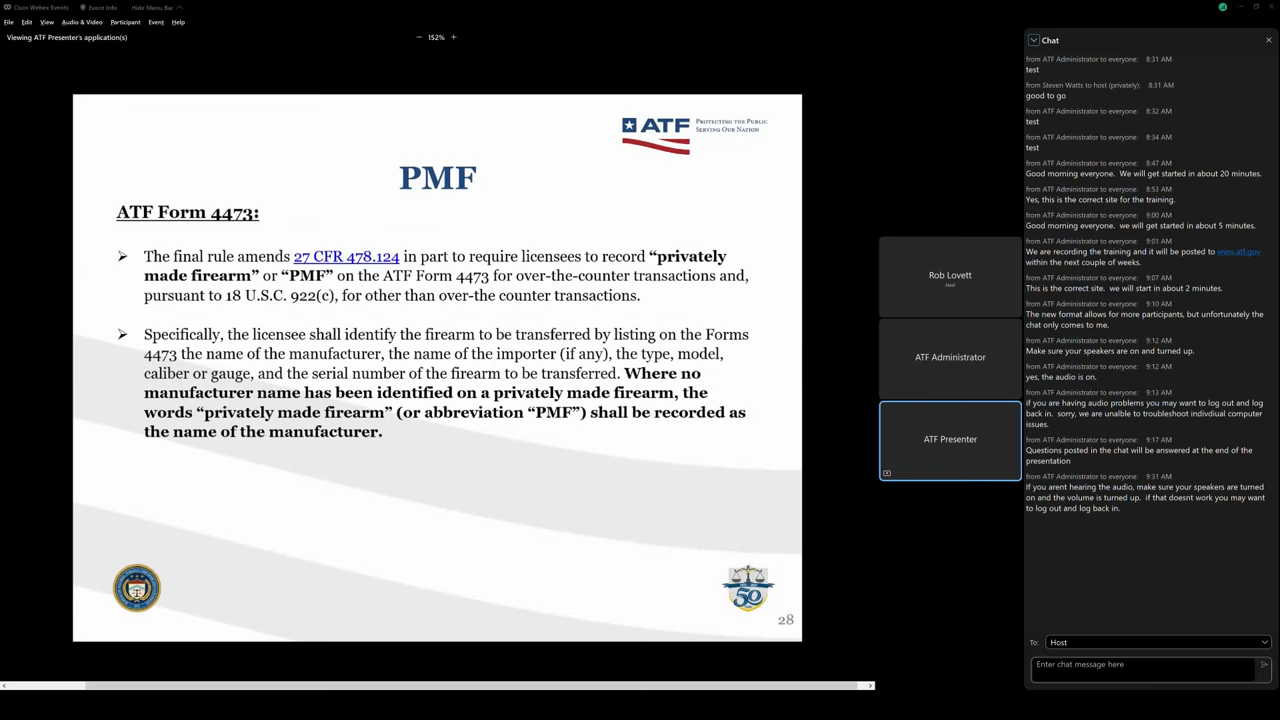 Cisco Webex Events
Event Info
Hide Menu Bar
File Edit View Audio & Video Participant Event Help
Viewing ATF Presenter's application(s)
152%
ATF
PROTECTING THE PUBLIC
SERVING OUR NATION
PMF
ATF Form 4473:
The final rule amends 27 CFR 478.124 in part to require licensees to record “privately
made firearm” or “PMF” on the ATF Form 4473 for over-the-counter transactions and,
pursuant to 18 U.S.C. 922(c), for other than over-the counter transactions.
Specifically, the licensee shall identify the firearm to be transferred by listing on the Forms
4473 the name of the manufacturer, the name of the importer (if any), the type, model,
caliber or gauge, and the serial number of the firearm to be transferred. Where no
manufacturer name has been identified on a privately made firearm, the
words “privately made firearm” (or abbreviation “PMF”) shall be recorded as
the name of the manufacturer.
50
28
Rob Lovett
Host
ATF Administrator
ATF Presenter
Chat
from ATF Administrator to everyone: 8:31 AM
test
from Steven Watts to host (privately): 8:31 AM
good to go
from ATF Administrator to everyone: 8:32 AM
test
from ATF Administrator to everyone: 8:34 AM
test
from ATF Administrator to everyone: 8:47 AM
Good morning everyone. We will get started in about 20 minutes.
from ATF Administrator to everyone: 8:53 AM
Yes, this is the correct site for the training.
from ATF Administrator to everyone: 9:00 AM
Good morning everyone. we will get started in about 5 minutes.
from ATF Administrator to everyone: 9:01 AM
We are recording the training and it will be posted to www.atf.gov
within the next couple of weeks.
from ATF Administrator to everyone: 9:07 AM
This is the correct site. we will start in about 2 minutes.
from ATF Administrator to everyone: 9:10 AM
The new format allows for more participants, but unfortunately the
chat only comes to me.
from ATF Administrator to everyone: 9:12 AM
Make sure your speakers are on and turned up.
from ATF Administrator to everyone: 9:12 AM
yes, the audio is on.
from ATF Administrator to everyone: 9:13 AM
if you are having audio problems you may want to log out and log
back in. sorry, we are unable to troubleshoot indivdiual computer
issues.
from ATF Administrator to everyone: 9:17 AM
Questions posted in the chat will be answered at the end of the
presentation
from ATF Administrator to everyone: 9:31 AM
If you arent hearing the audio, make sure your speakers are turned
on and the volume is turned up. if that doesnt work you may want
to log out and log back in.
To: Host
Enter chat message here